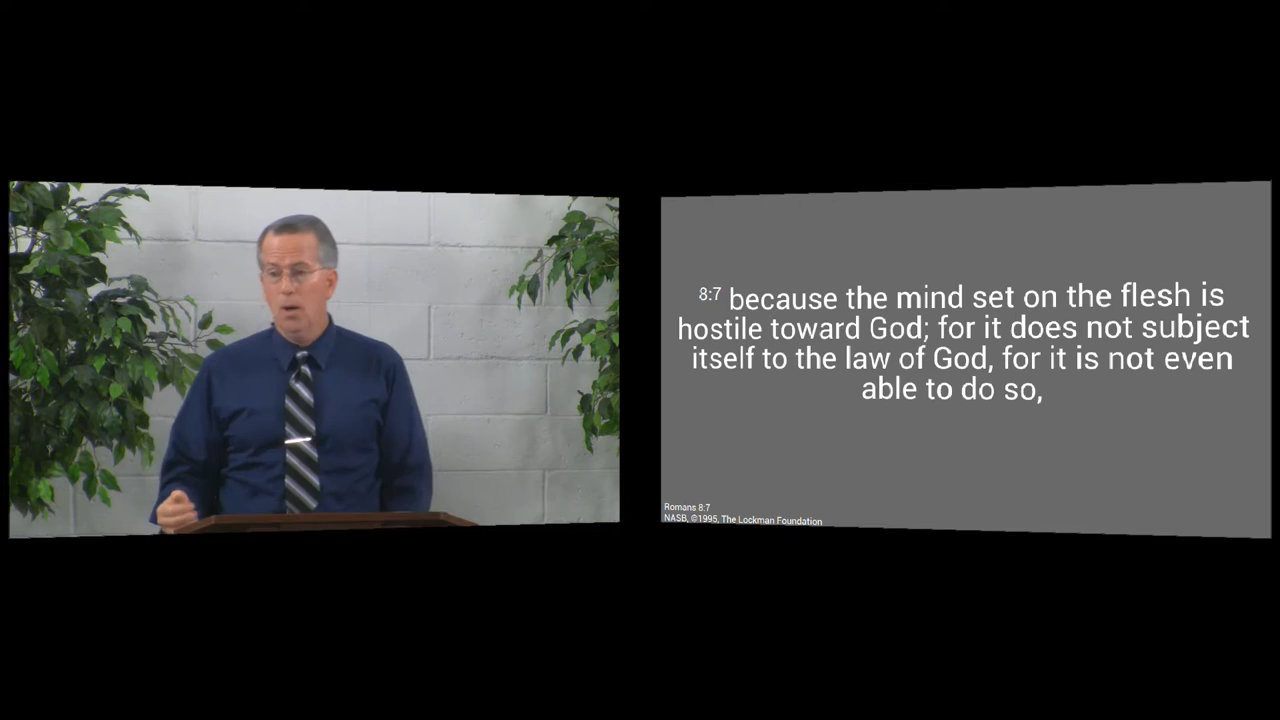 8:7 because the mind set on the flesh is
hostile toward God; for it does not subject
itself to the law of God, for it is not even
able to do so,
Romans 8:7
NASB, ©1995, The Lockman Foundation